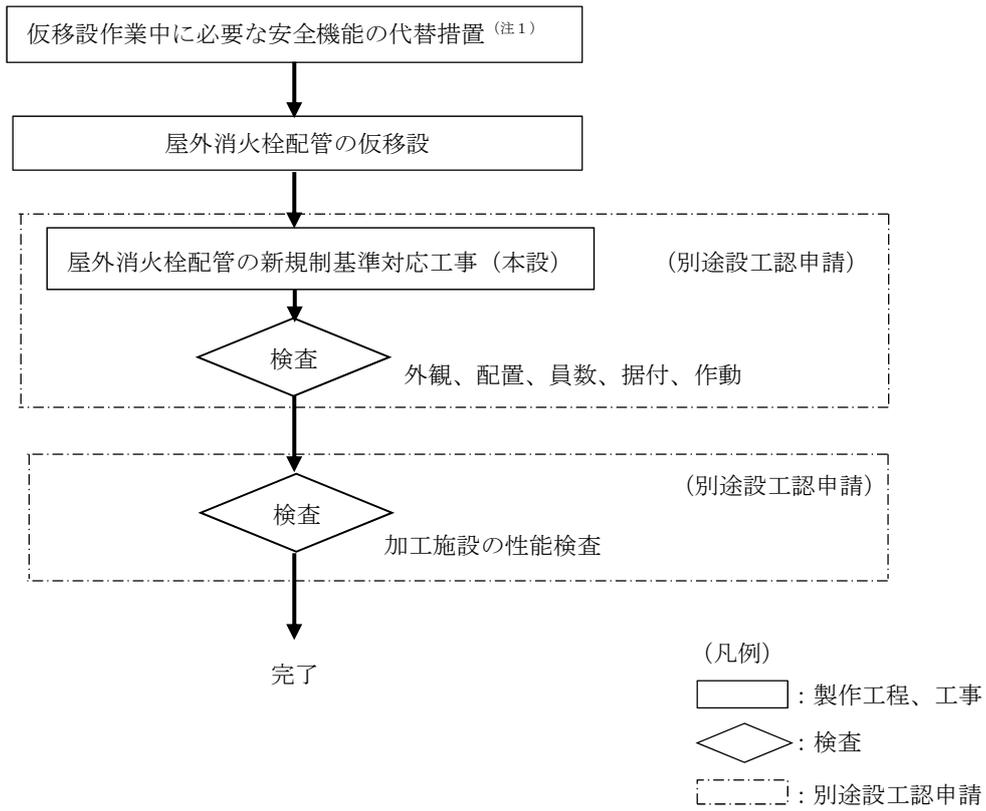 仮移設作業中に必要な安全機能の代替措置（注１）
屋外消火栓配管の仮移設
屋外消火栓配管の新規制基準対応工事（本設）
（別途設工認申請）
検査
外観、配置、員数、据付、作動
（別途設工認申請）
検査
加工施設の性能検査
完了
（凡例）
：製作工程、工事
：検査
：別途設工認申請